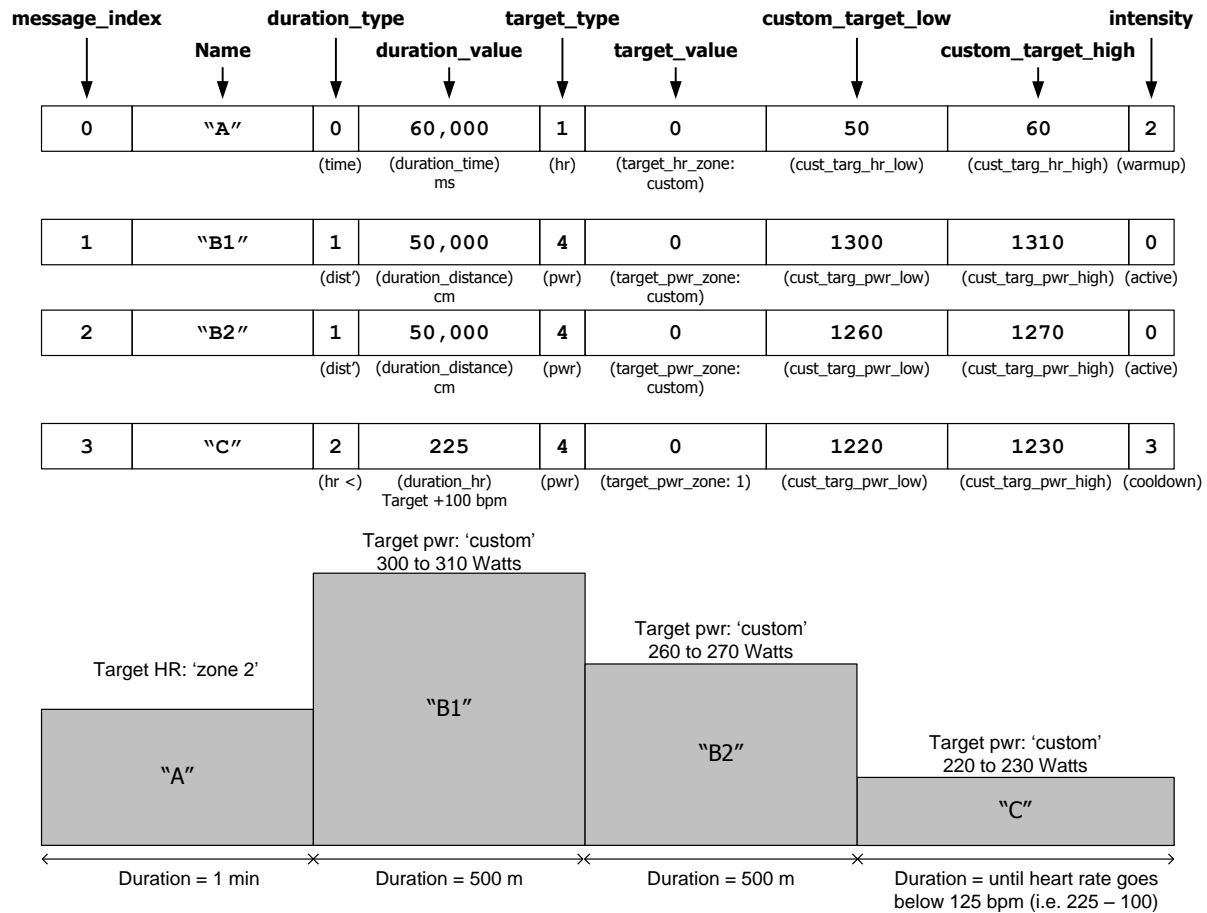 message_index duration_type target_type custom_target_low intensity
Name duration_value target_value custom_target_high
0 “A” 0 60,000 1 0 50 60 2
(time) (duration_time) (hr) (target_hr_zone: (cust_targ_hr_low) (cust_targ_hr_high) (warmup)
ms custom)
1 “B1” 1 50,000 4 0 1300 1310 0
(dist’) (duration_distance) (pwr) (target_pwr_zone: (cust_targ_pwr_low) (cust_targ_pwr_high) (active)
cm custom)
2 “B2” 1 50,000 4 0 1260 1270 0
(dist’) (duration_distance) (pwr) (target_pwr_zone: (cust_targ_pwr_low) (cust_targ_pwr_high) (active)
cm custom)
3 “C” 2 225 4 0 1220 1230 3
(hr <) (duration_hr) (pwr) (target_pwr_zone: 1) (cust_targ_pwr_low) (cust_targ_pwr_high) (cooldown)
Target +100 bpm
Target pwr: ‘custom’
300 to 310 Watts
Target pwr: ‘custom’
260 to 270 Watts
Target HR: ‘zone 2’
“B1”
Target pwr: ‘custom’
220 to 230 Watts
“B2”
“A”
“C”
Duration = 1 min
Duration = 500 m
Duration = 500 m
Duration = until heart rate goes
below 125 bpm (i.e. 225 – 100)